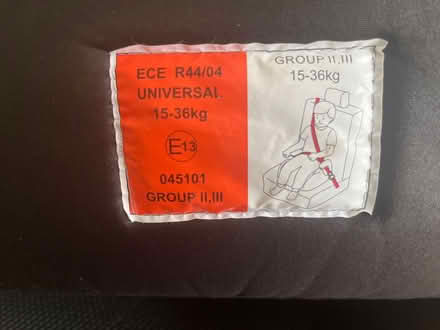 ECE R44/04
UNIVERSAL
15-36kg
E13
045101
GROUP II,III
GROUP II,III
15-36kg